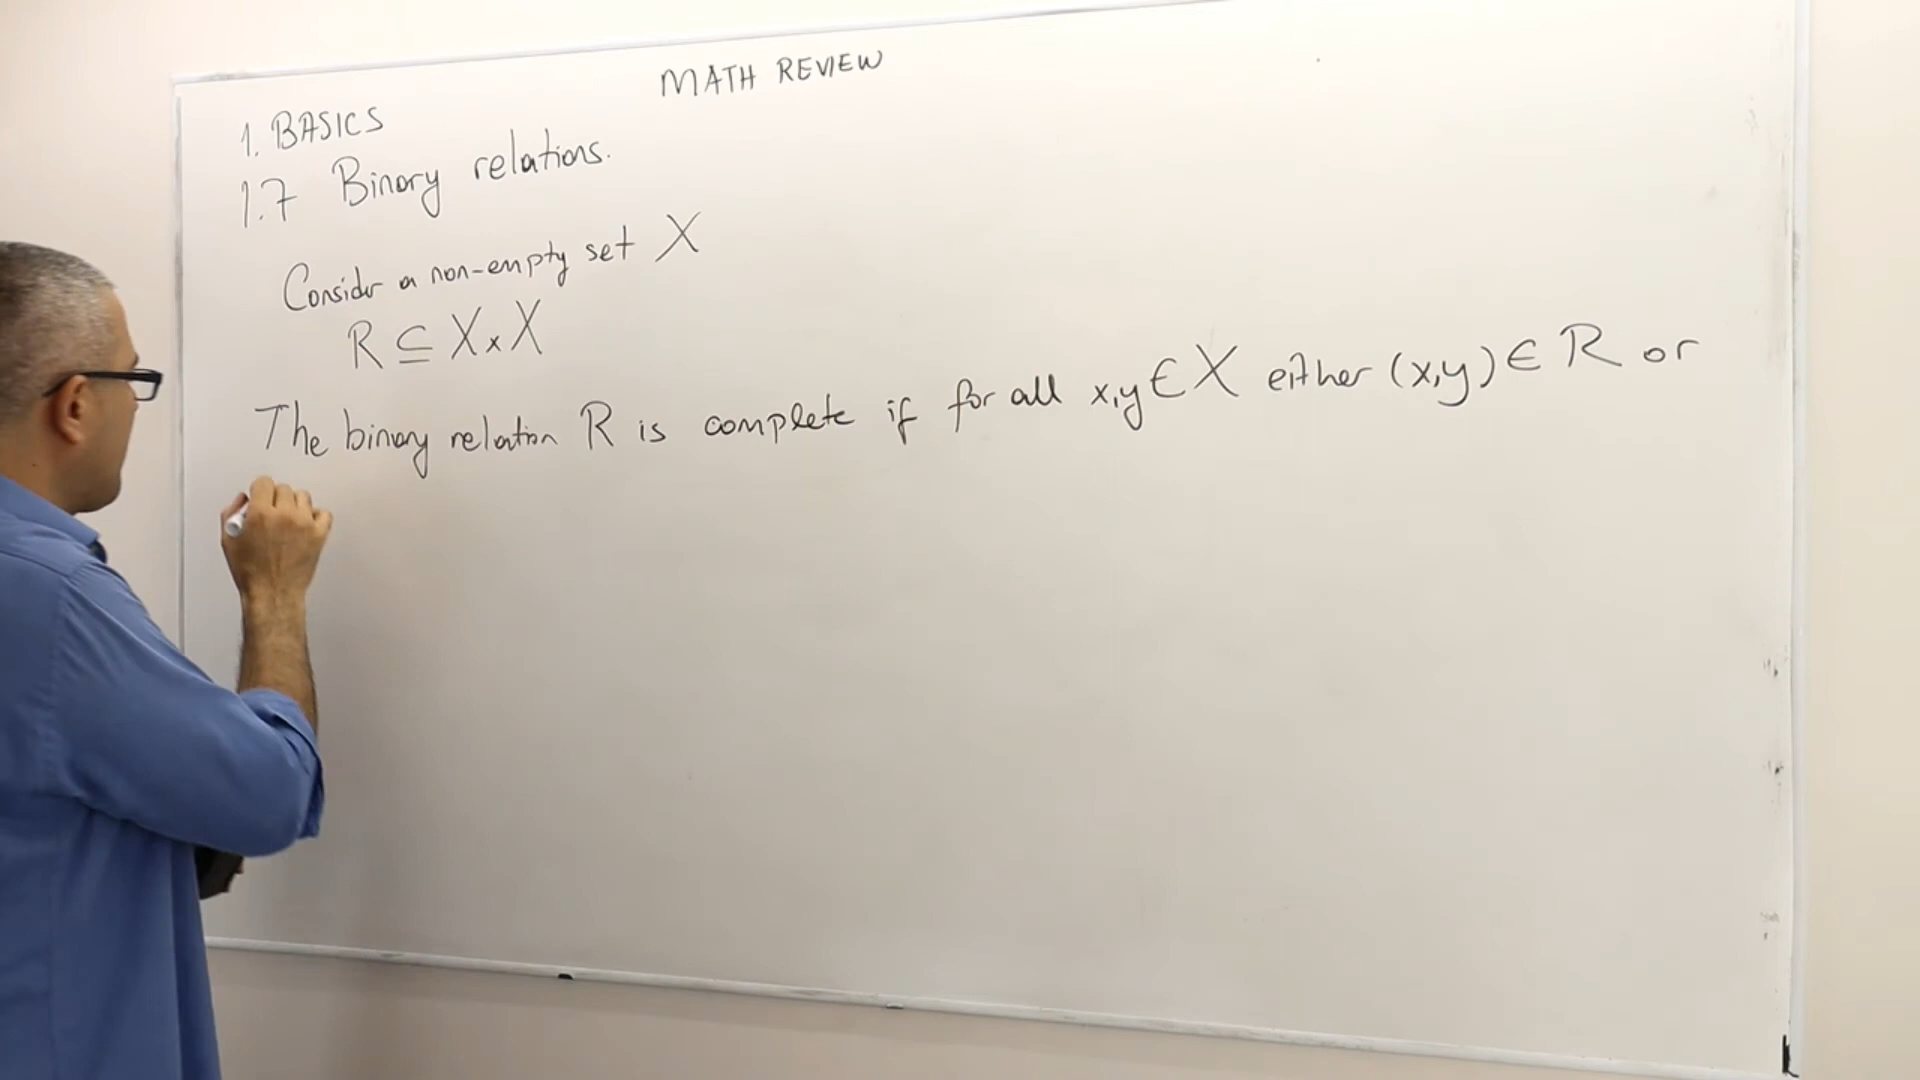 MATH REVIEW
1. BASICS
1.7 Binary relations.
Consider a non-empty set X
R ⊆ X × X
The binary relation R is complete if for all x,y ∈ X either (x,y) ∈ R or